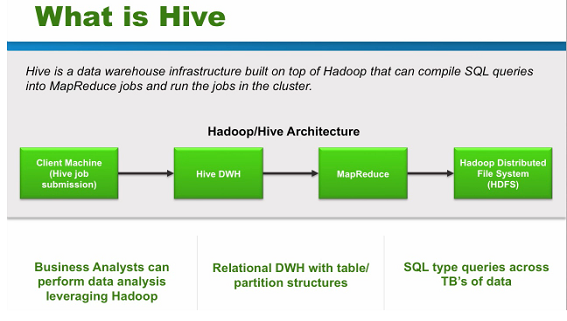 What is Hive
Hive is a data warehouse infrastructure built on top of Hadoop that can compile SQL queries
into MapReduce jobs and run the jobs in the cluster.
Hadoop/Hive Architecture
Client Machine
(Hive job
submission)
Hive DWH
MapReduce
Hadoop Distributed
File System
(HDFS)
Business Analysts can
perform data analysis
leveraging Hadoop
Relational DWH with table/
partition structures
SQL type queries across
TB's of data